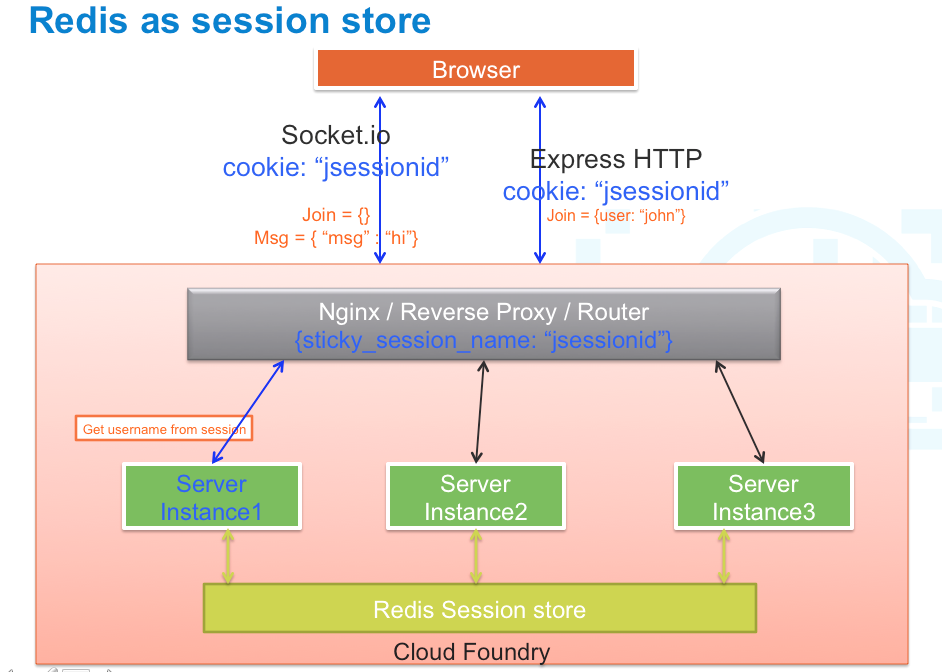 Redis as session store
Browser
Socket.io
cookie: “jsessionid”
Express HTTP
cookie: “jsessionid”
Join = {user: “john”}
Join = {}
Msg = { “msg” : “hi”}
Nginx / Reverse Proxy / Router
{sticky_session_name: “jsessionid”}
Get username from session
Server
Instance1
Server
Instance2
Server
Instance3
Redis Session store
Cloud Foundry